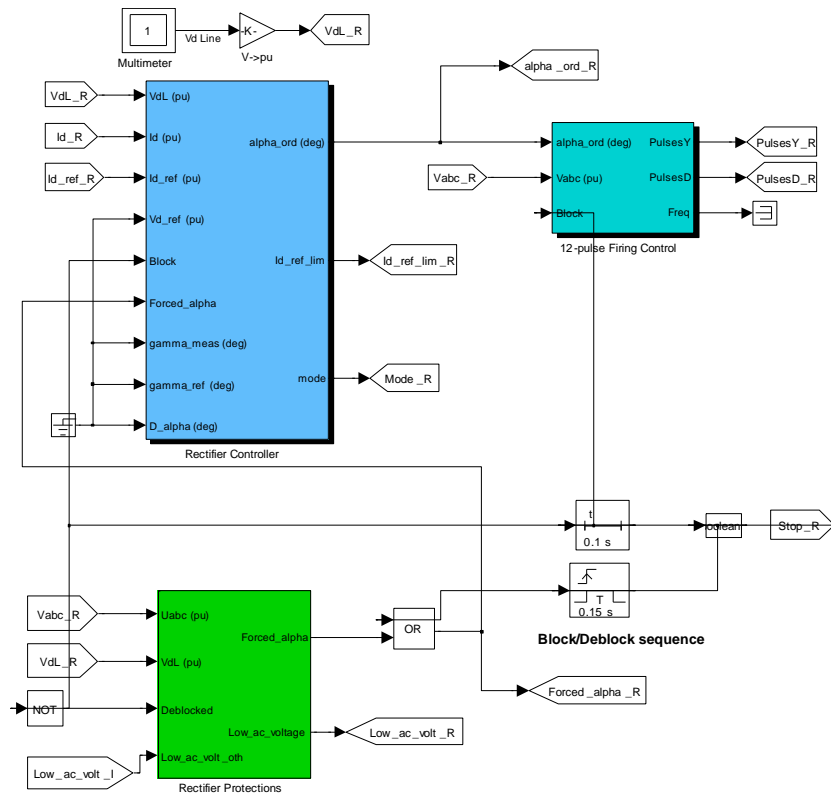 1
Vd Line
-K-
VdL_R
Multimeter
V->pu
VdL_R
VdL (pu)
alpha _ord _R
Id_R
Id (pu)
alpha_ord (deg)
alpha_ord (deg)
PulsesY
PulsesY_R
Id_ref_R
Id_ref (pu)
Vabc_R
Vabc (pu)
PulsesD
PulsesD_R
Vd_ref (pu)
Block
Freq
12-pulse Firing Control
Block
Id_ref_lim
Id_ref_lim _R
Forced_alpha
gamma_meas (deg)
gamma_ref (deg)
mode
Mode _R
D_alpha (deg)
Rectifier Controller
t
0.1 s
oolean
Stop_R
T
0.15 s
Vabc_R
Uabc (pu)
Forced_alpha
OR
Block/Deblock sequence
VdL_R
VdL (pu)
Forced _alpha _R
NOT
Deblocked
Low_ac_voltage
Low_ac_volt _R
Low_ac_volt _I
Low_ac_volt _oth
Rectifier Protections